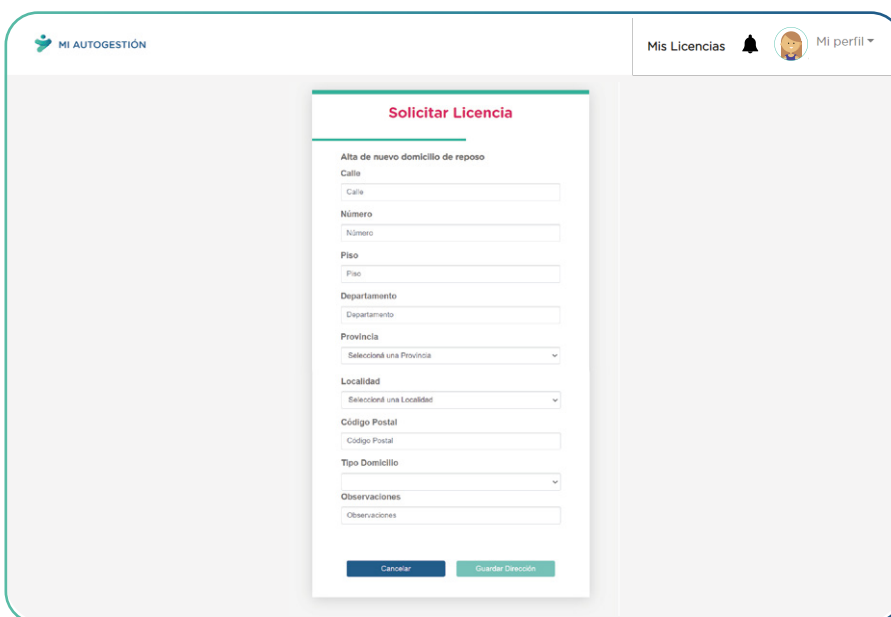 MI AUTOGESTIÓN
Mis Licencias
Mi perfil
Solicitar Licencia
Alta de nuevo domicilio de reposo
Calle
Calle
Número
Número
Piso
Piso
Departamento
Departamento
Provincia
Seleccioná una Provincia
Localidad
Seleccioná una Localidad
Código Postal
Código Postal
Tipo Domicilio
Observaciones
Observaciones
Cancelar
Guardar Dirección